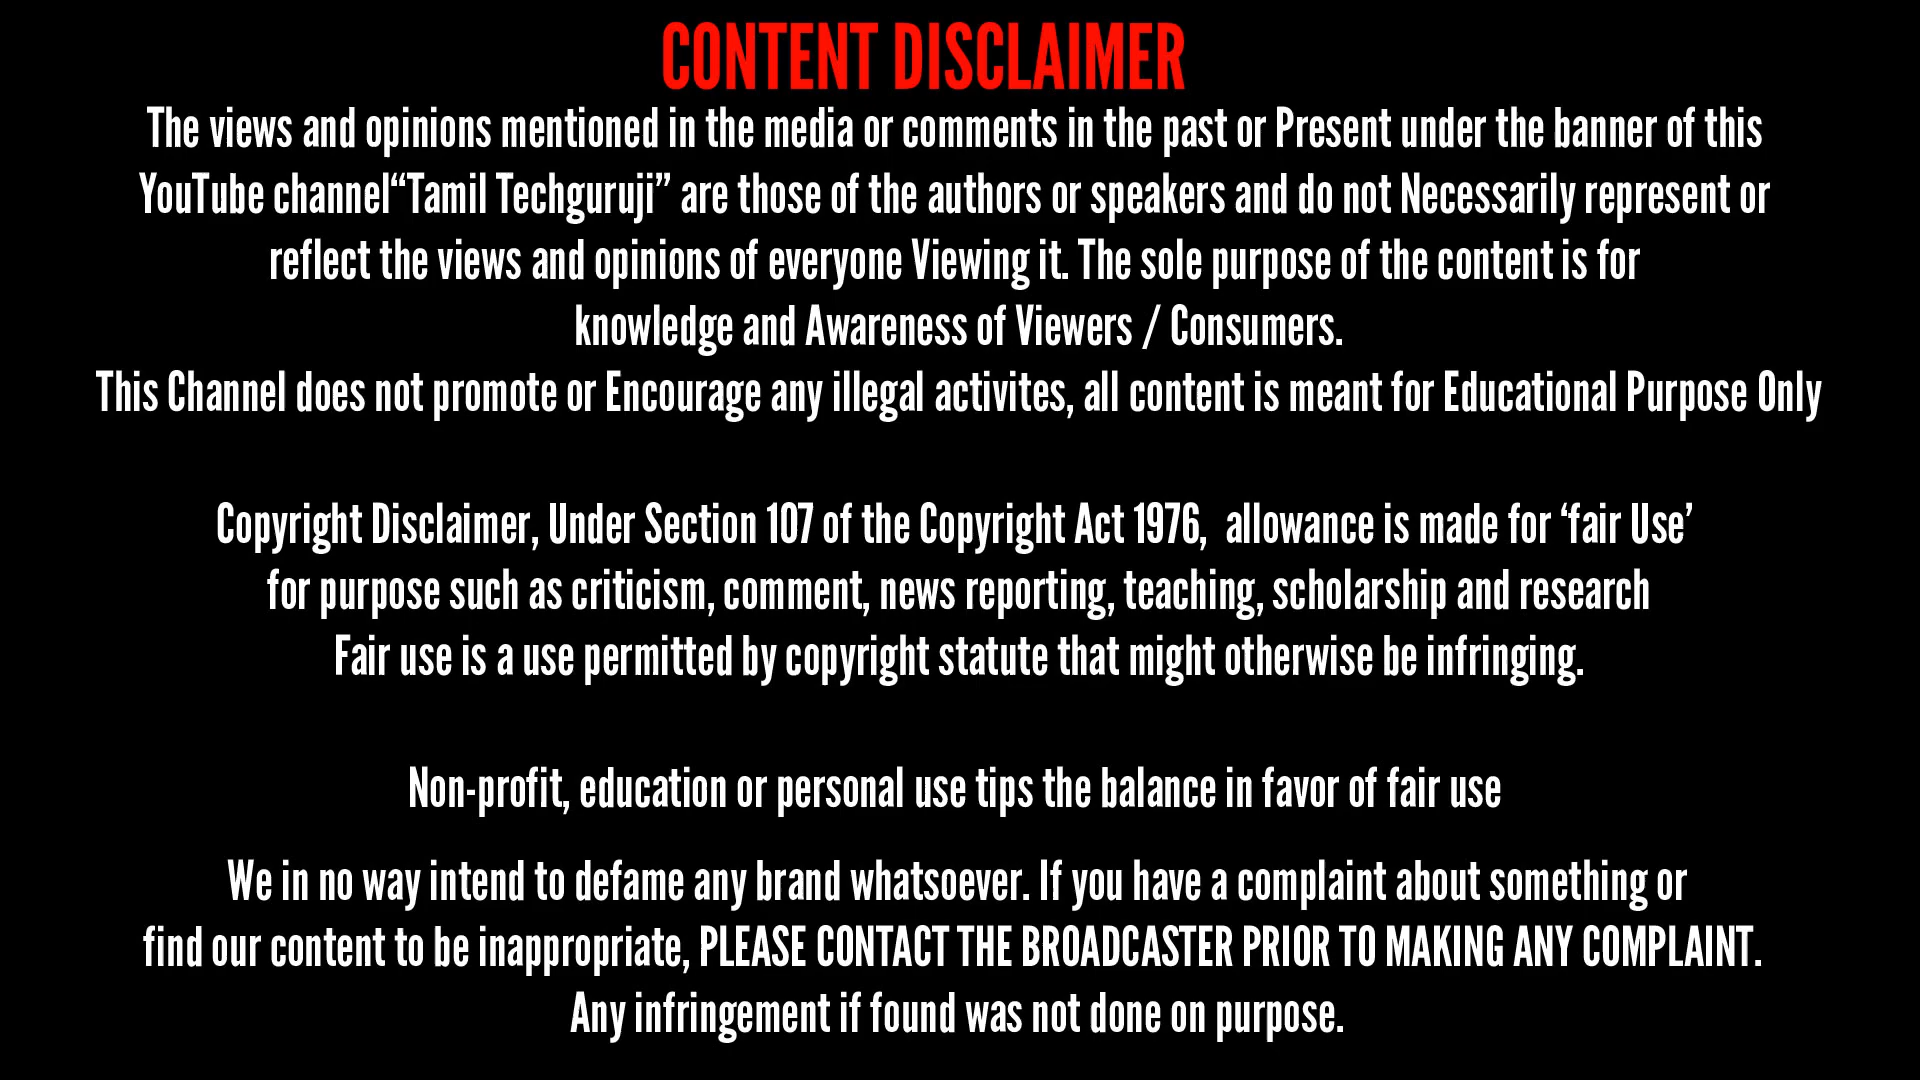 CONTENT DISCLAIMER
The views and opinions mentioned in the media or comments in the past or Present under the banner of this
YouTube channel“Tamil Techguruji” are those of the authors or speakers and do not Necessarily represent or
reflect the views and opinions of everyone Viewing it. The sole purpose of the content is for
knowledge and Awareness of Viewers / Consumers.
This Channel does not promote or Encourage any illegal activites, all content is meant for Educational Purpose Only
Copyright Disclaimer, Under Section 107 of the Copyright Act 1976, allowance is made for ‘fair Use’
for purpose such as criticism, comment, news reporting, teaching, scholarship and research
Fair use is a use permitted by copyright statute that might otherwise be infringing.
Non-profit, education or personal use tips the balance in favor of fair use
We in no way intend to defame any brand whatsoever. If you have a complaint about something or
find our content to be inappropriate, PLEASE CONTACT THE BROADCASTER PRIOR TO MAKING ANY COMPLAINT.
Any infringement if found was not done on purpose.